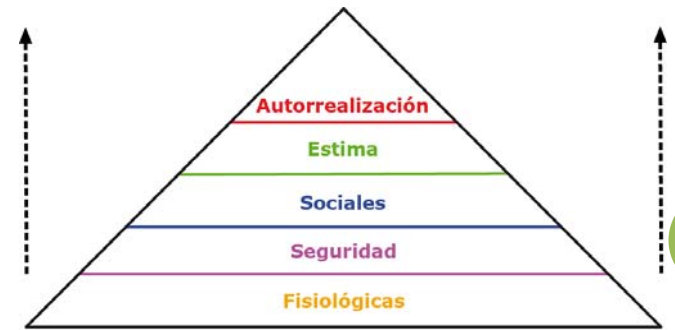 Autorrealización
Estima
Sociales
Seguridad
Fisiológicas